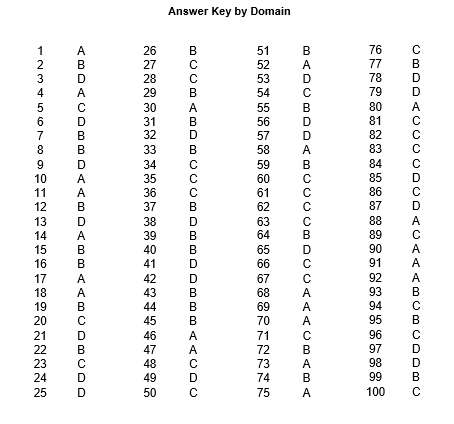 Answer Key by Domain
1 A 26 B 51 B 76 C
2 B 27 C 52 A 77 B
3 D 28 C 53 D 78 D
4 A 29 B 54 C 79 D
5 C 30 A 55 B 80 A
6 D 31 B 56 D 81 C
7 B 32 D 57 D 82 C
8 B 33 B 58 A 83 C
9 D 34 C 59 B 84 C
10 A 35 C 60 C 85 D
11 A 36 C 61 C 86 C
12 B 37 B 62 C 87 D
13 D 38 D 63 C 88 A
14 A 39 B 64 B 89 C
15 B 40 B 65 D 90 A
16 B 41 D 66 C 91 A
17 A 42 D 67 C 92 A
18 A 43 B 68 A 93 B
19 B 44 B 69 A 94 C
20 C 45 B 70 A 95 B
21 D 46 A 71 C 96 C
22 B 47 A 72 B 97 D
23 C 48 C 73 A 98 D
24 D 49 D 74 B 99 B
25 D 50 C 75 A 100 C